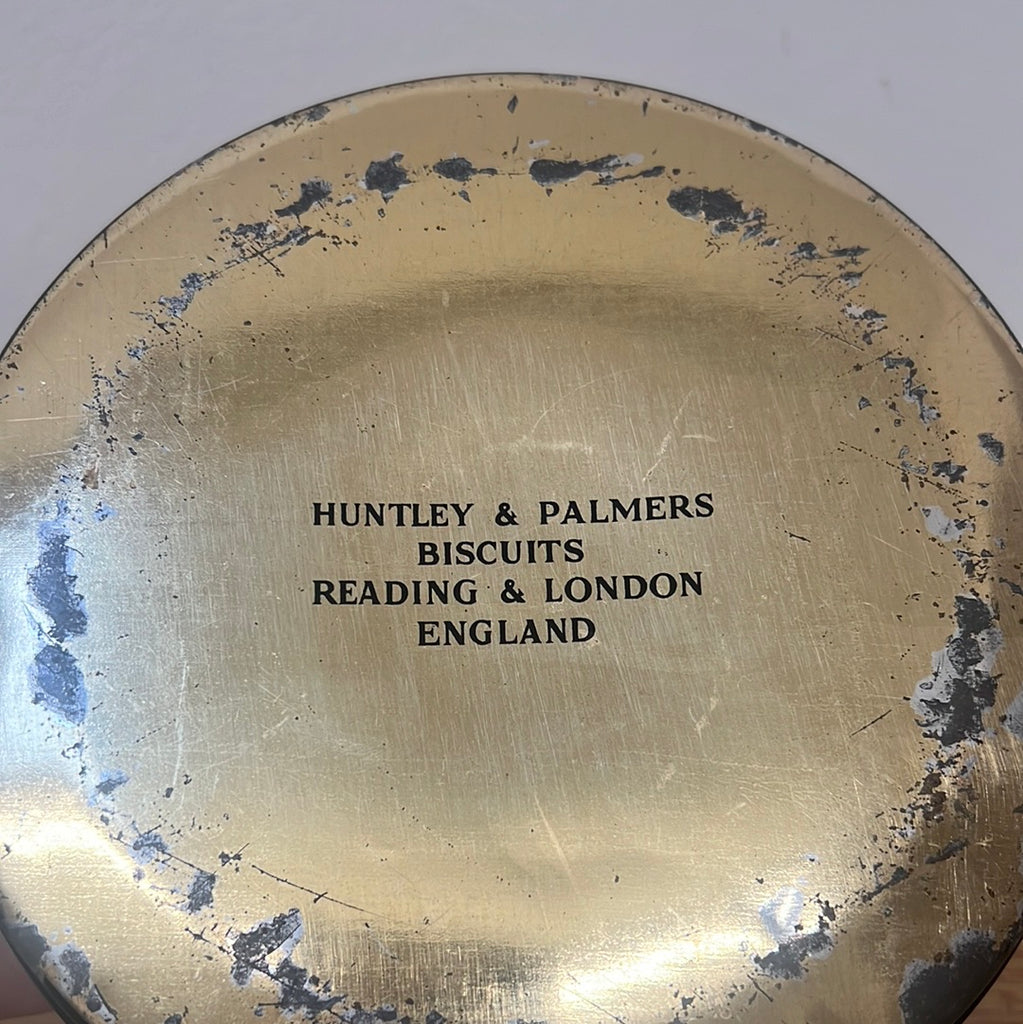 HUNTLEY & PALMERS
BISCUITS
READING & LONDON
ENGLAND